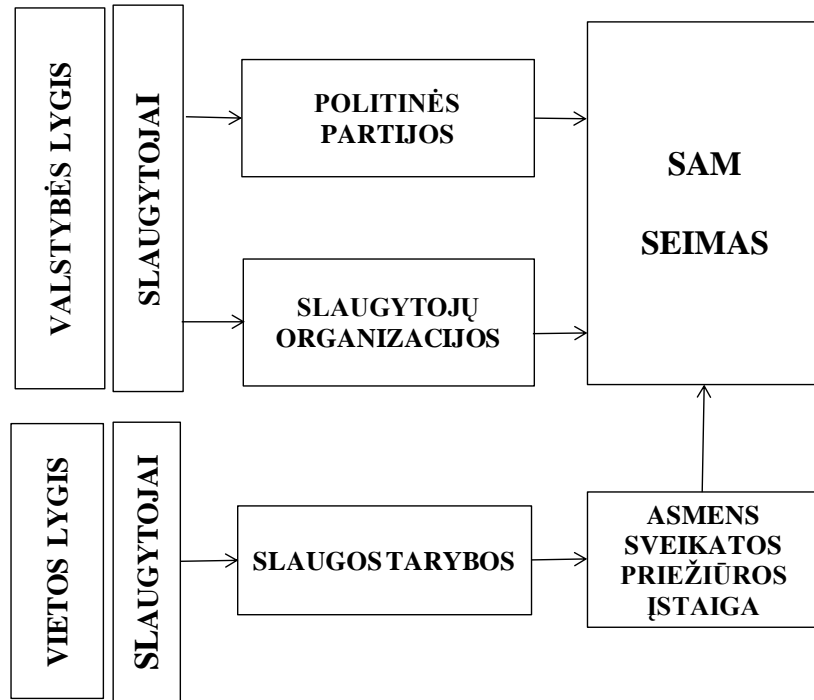 VALSTYBĖS LYGIS
SLAUGYTOJAI
POLITINĖS
PARTIJOS
SLAUGYTOJŲ
ORGANIZACIJOS
SAM
SEIMAS
VIETOS LYGIS
SLAUGYTOJAI
SLAUGOS TARYBOS
ASMENS
SVEIKATOS
PRIEŽIŪROS
ĮSTAIGA